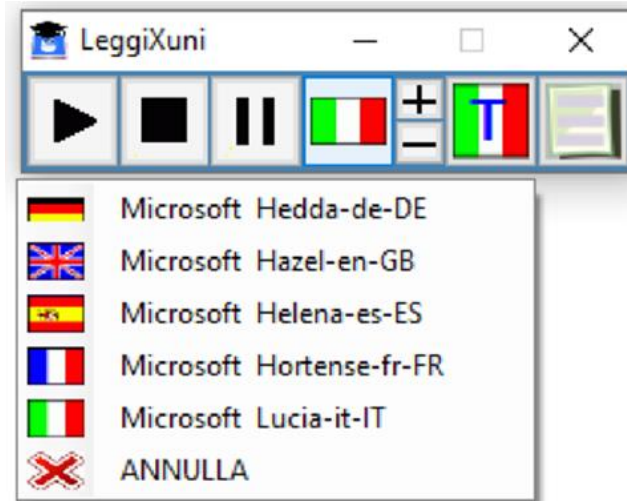 LeggiXuni
T
Microsoft Hedda-de-DE
Microsoft Hazel-en-GB
Microsoft Helena-es-ES
Microsoft Hortense-fr-FR
Microsoft Lucia-it-IT
ANNULLA